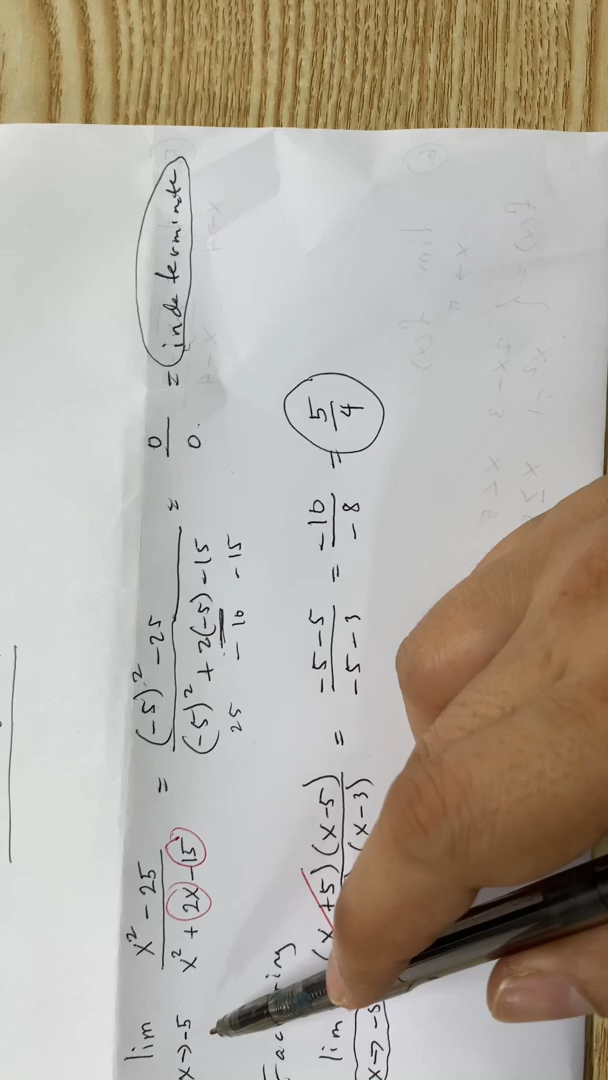 lim x² - 25 / x² + 2x - 15 = (-5)² - 25 / (-5)² + 2(-5) - 15 = 0 / 0 = indeterminate
x → -5
25 - 10 - 15
lim (x + 5)(x - 5) / (x - 3) = -5 - 5 / -5 - 3 = -10 / -8 = 5 / 4
x → -5